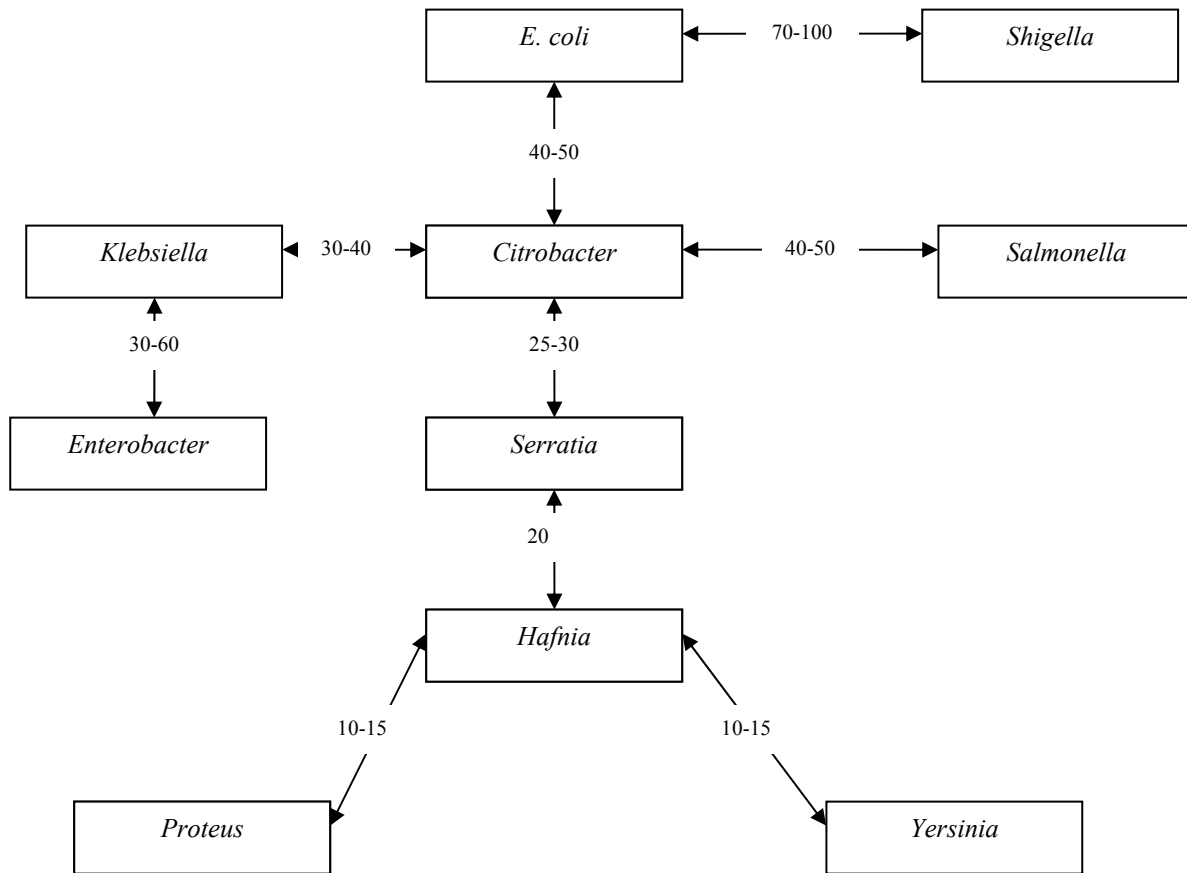 E. coli
70-100
Shigella
40-50
Klebsiella
30-40
Citrobacter
40-50
Salmonella
30-60
25-30
Enterobacter
Serratia
20
Hafnia
10-15
10-15
Proteus
Yersinia